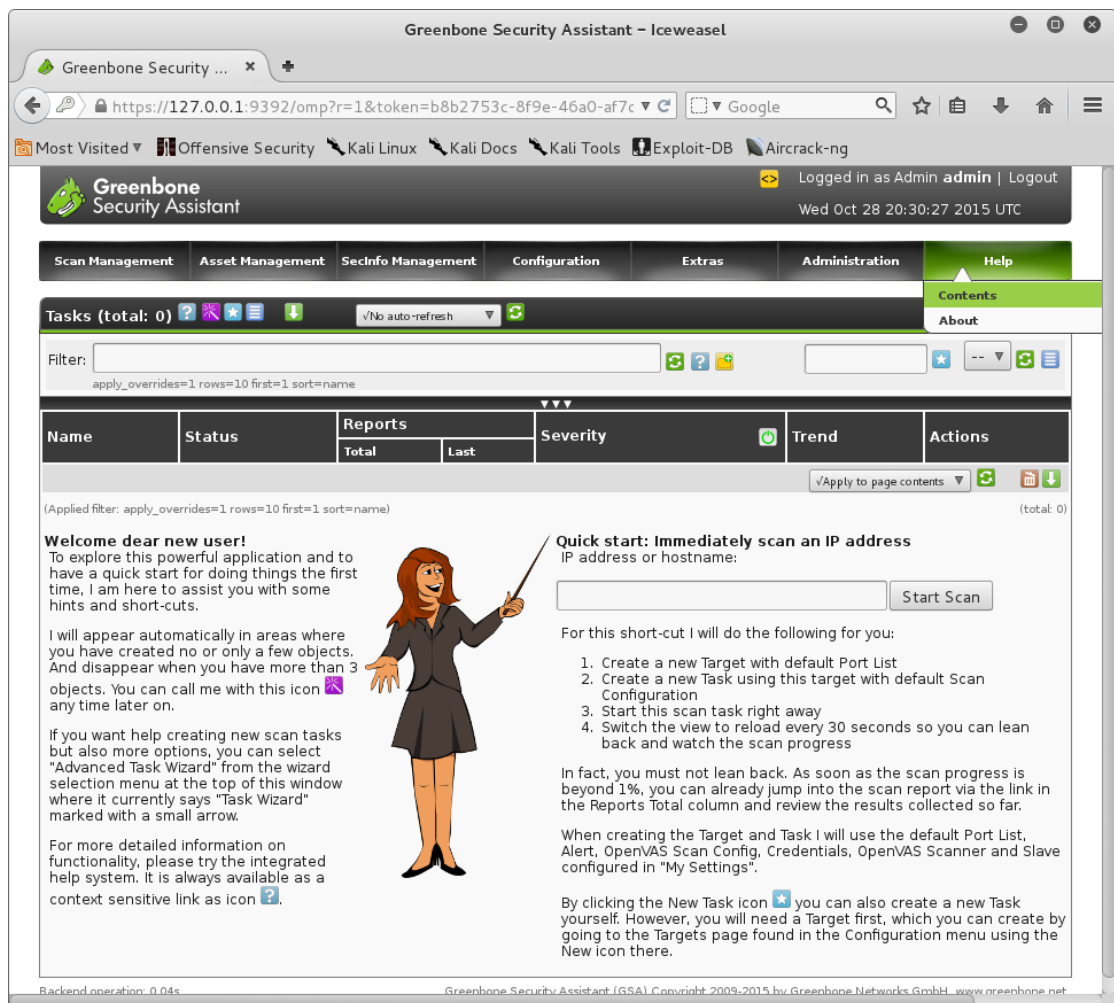 Greenbone Security Assistant – Iceweasel
Greenbone Security ...
https://127.0.0.1:9392/omp?r=1&token=b8b2753c-8f9e-46a0-af7c
Google
Most Visited
Offensive Security
Kali Linux
Kali Docs
Kali Tools
Exploit-DB
Aircrack-ng
Greenbone
Security Assistant
Logged in as Admin admin | Logout
Wed Oct 28 20:30:27 2015 UTC
Scan Management
Asset Management
SecInfo Management
Configuration
Extras
Administration
Help
Contents
About
Tasks (total: 0)
√No auto-refresh
Filter:
--
apply_overrides=1 rows=10 first=1 sort=name
Name
Status
Reports
Total
Last
Severity
Trend
Actions
√Apply to page contents
(Applied filter: apply_overrides=1 rows=10 first=1 sort=name)
(total: 0)
Welcome dear new user!
To explore this powerful application and to
have a quick start for doing things the first
time, I am here to assist you with some
hints and short-cuts.
I will appear automatically in areas where
you have created no or only a few objects.
And disappear when you have more than 3
objects. You can call me with this icon
any time later on.
If you want help creating new scan tasks
but also more options, you can select
"Advanced Task Wizard" from the wizard
selection menu at the top of this window
where it currently says "Task Wizard"
marked with a small arrow.
For more detailed information on
functionality, please try the integrated
help system. It is always available as a
context sensitive link as icon ?.
Quick start: Immediately scan an IP address
IP address or hostname:
Start Scan
For this short-cut I will do the following for you:
1. Create a new Target with default Port List
2. Create a new Task using this target with default Scan
Configuration
3. Start this scan task right away
4. Switch the view to reload every 30 seconds so you can lean
back and watch the scan progress
In fact, you must not lean back. As soon as the scan progress is
beyond 1%, you can already jump into the scan report via the link in
the Reports Total column and review the results collected so far.
When creating the Target and Task I will use the default Port List,
Alert, OpenVAS Scan Config, Credentials, OpenVAS Scanner and Slave
configured in "My Settings".
By clicking the New Task icon you can also create a new Task
yourself. However, you will need a Target first, which you can create by
going to the Targets page found in the Configuration menu using the
New icon there.
Backend operation: 0.04s
Greenbone Security Assistant (GSA) Copyright 2009-2015 by Greenbone Networks GmbH, www.greenbone.net